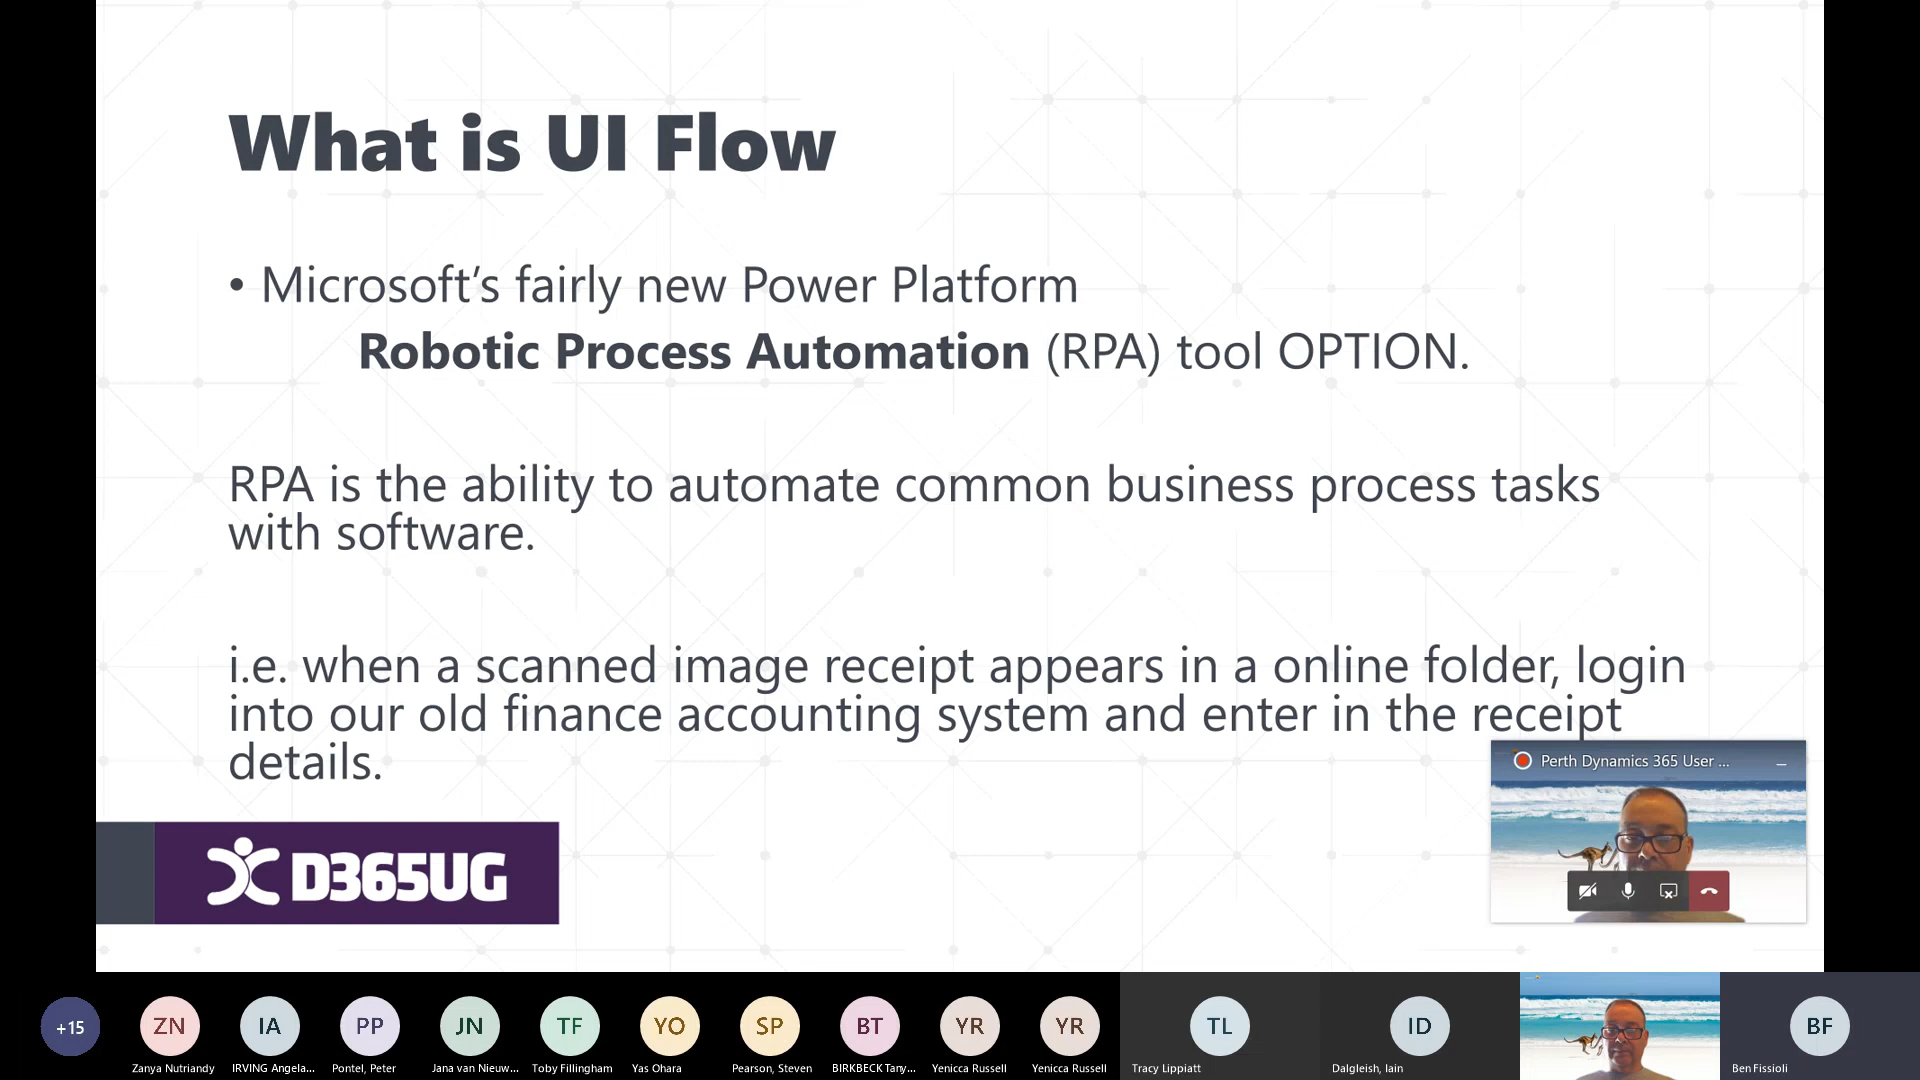 What is UI Flow
• Microsoft’s fairly new Power Platform
Robotic Process Automation (RPA) tool OPTION.
RPA is the ability to automate common business process tasks
with software.
i.e. when a scanned image receipt appears in a online folder, login
into our old finance accounting system and enter in the receipt
details.
Perth Dynamics 365 User ...
D365UG
+15
ZN
IA
PP
JN
TF
YO
SP
BT
YR
YR
TL
ID
BF
Zanya Nutriandy
IRVING Angela...
Pontel, Peter
Jana van Nieuw...
Toby Fillingham
Yas Ohara
Pearson, Steven
BIRKBECK Tany...
Yenicca Russell
Yenicca Russell
Tracy Lippiatt
Dalgleish, Iain
Ben Fissioli